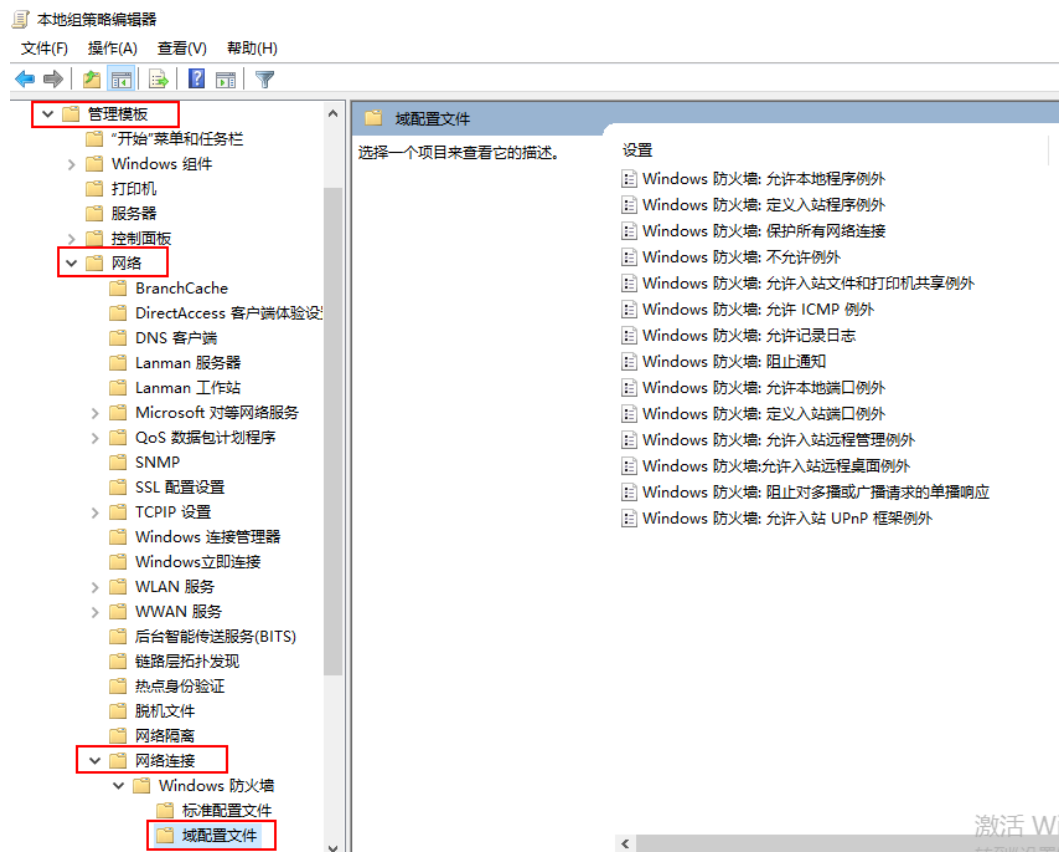 本地组策略编辑器
文件(F) 操作(A) 查看(V) 帮助(H)
管理模板
"开始"菜单和任务栏
Windows 组件
打印机
服务器
控制面板
网络
BranchCache
DirectAccess 客户端体验设
DNS 客户端
Lanman 服务器
Lanman 工作站
Microsoft 对等网络服务
QoS 数据包计划程序
SNMP
SSL 配置设置
TCPIP 设置
Windows 连接管理器
Windows立即连接
WLAN 服务
WWAN 服务
后台智能传送服务(BITS)
链路层拓扑发现
热点身份验证
脱机文件
网络隔离
网络连接
Windows 防火墙
标准配置文件
域配置文件
域配置文件
选择一个项目来查看它的描述。
设置
Windows 防火墙: 允许本地程序例外
Windows 防火墙: 定义入站程序例外
Windows 防火墙: 保护所有网络连接
Windows 防火墙: 不允许例外
Windows 防火墙: 允许入站文件和打印机共享例外
Windows 防火墙: 允许 ICMP 例外
Windows 防火墙: 允许记录日志
Windows 防火墙: 阻止通知
Windows 防火墙: 允许本地端口例外
Windows 防火墙: 定义入站端口例外
Windows 防火墙: 允许入站远程管理例外
Windows 防火墙:允许入站远程桌面例外
Windows 防火墙: 阻止对多播或广播请求的单播响应
Windows 防火墙: 允许入站 UPnP 框架例外
激活 Wi